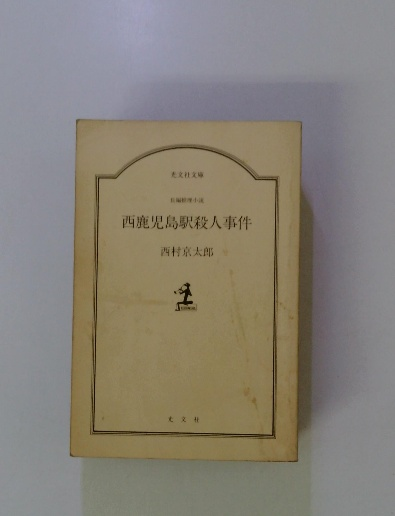 光文社文庫
長編推理小説
西鹿児島駅殺人事件
西村京太郎
光文社